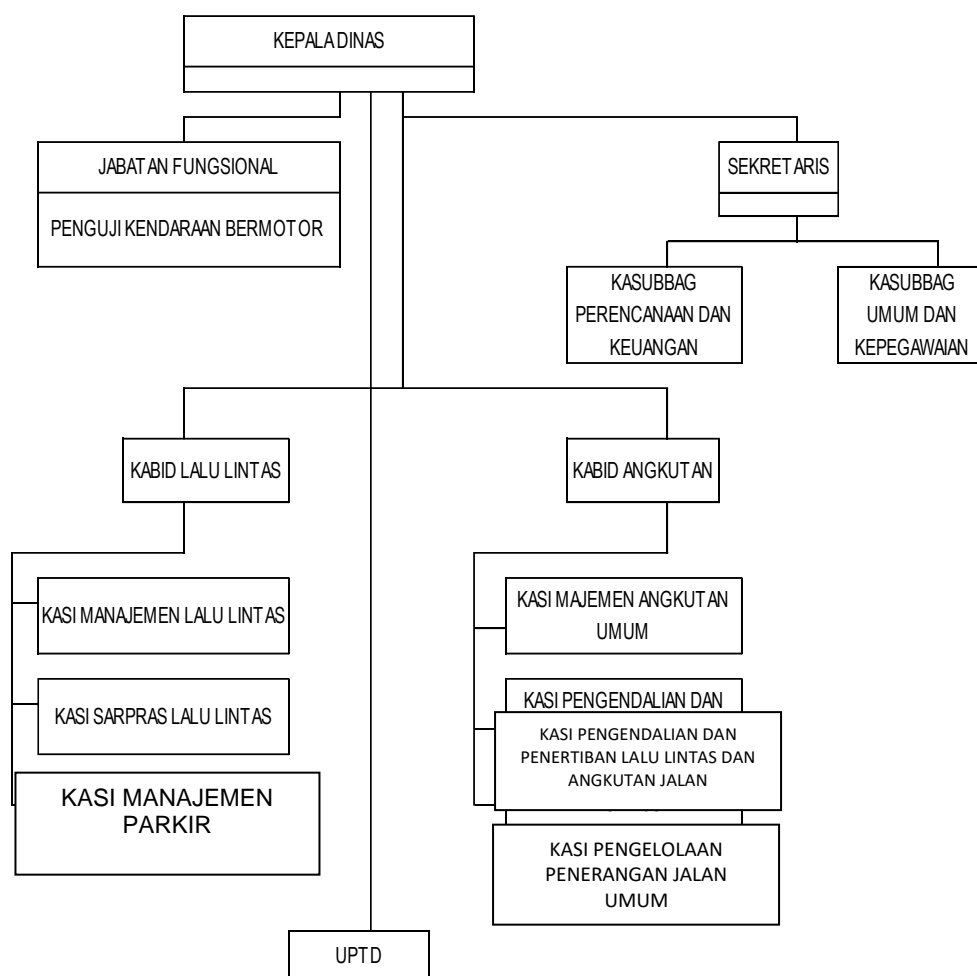 KEPALA DINAS
JABATAN FUNGSIONAL
PENGUJI KENDARAAN BERMOTOR
SEKRETARIS
KASUBBAG
PERENCANAAN DAN
KEUANGAN
KASUBBAG
UMUM DAN
KEPEGAWAIAN
KABID LALU LINTAS
KABID ANGKUTAN
KASI MANAJEMEN LALU LINTAS
KASI SARPRAS LALU LINTAS
KASI MANAJEMEN
PARKIR
KASI MAJEMEN ANGKUTAN
UMUM
KASI PENGENDALIAN DAN
KASI PENGENDALIAN DAN
PENERTIBAN LALU LINTAS DAN
ANGKUTAN JALAN
KASI PENGELOLAAN
PENERANGAN JALAN
UMUM
UPTD